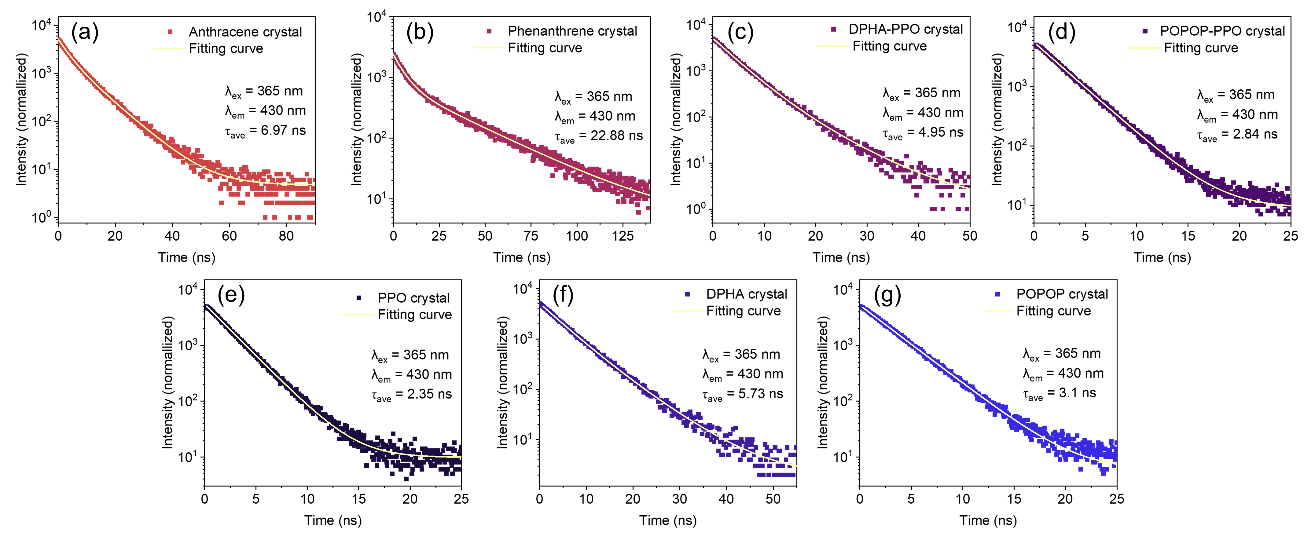 (a)
Anthracene crystal
Fitting curve
λex = 365 nm
λem = 430 nm
τave = 6.97 ns
Intensity (normallized)
10^4
10^3
10^2
10^1
10^0
0 20 40 60 80
Time (ns)
(b)
Phenanthrene crystal
Fitting curve
λex = 365 nm
λem = 430 nm
τave = 22.88 ns
Intensity (normallized)
10^4
10^3
10^2
10^1
0 25 50 75 100 125
Time (ns)
(c)
DPHA-PPO crystal
Fitting curve
λex = 365 nm
λem = 430 nm
τave = 4.95 ns
Intensity (normallized)
10^4
10^3
10^2
10^1
10^0
0 10 20 30 40 50
Time (ns)
(d)
POPOP-PPO crystal
Fitting curve
λex = 365 nm
λem = 430 nm
τave = 2.84 ns
Intensity (normallized)
10^4
10^3
10^2
10^1
0 5 10 15 20 25
Time (ns)
(e)
PPO crystal
Fitting curve
λex = 365 nm
λem = 430 nm
τave = 2.35 ns
Intensity (normallized)
10^4
10^3
10^2
10^1
0 5 10 15 20 25
Time (ns)
(f)
DPHA crystal
Fitting curve
λex = 365 nm
λem = 430 nm
τave = 5.73 ns
Intensity (normallized)
10^4
10^3
10^2
10^1
0 10 20 30 40 50
Time (ns)
(g)
POPOP crystal
Fitting curve
λex = 365 nm
λem = 430 nm
τave = 3.1 ns
Intensity (normallized)
10^4
10^3
10^2
10^1
0 5 10 15 20 25
Time (ns)